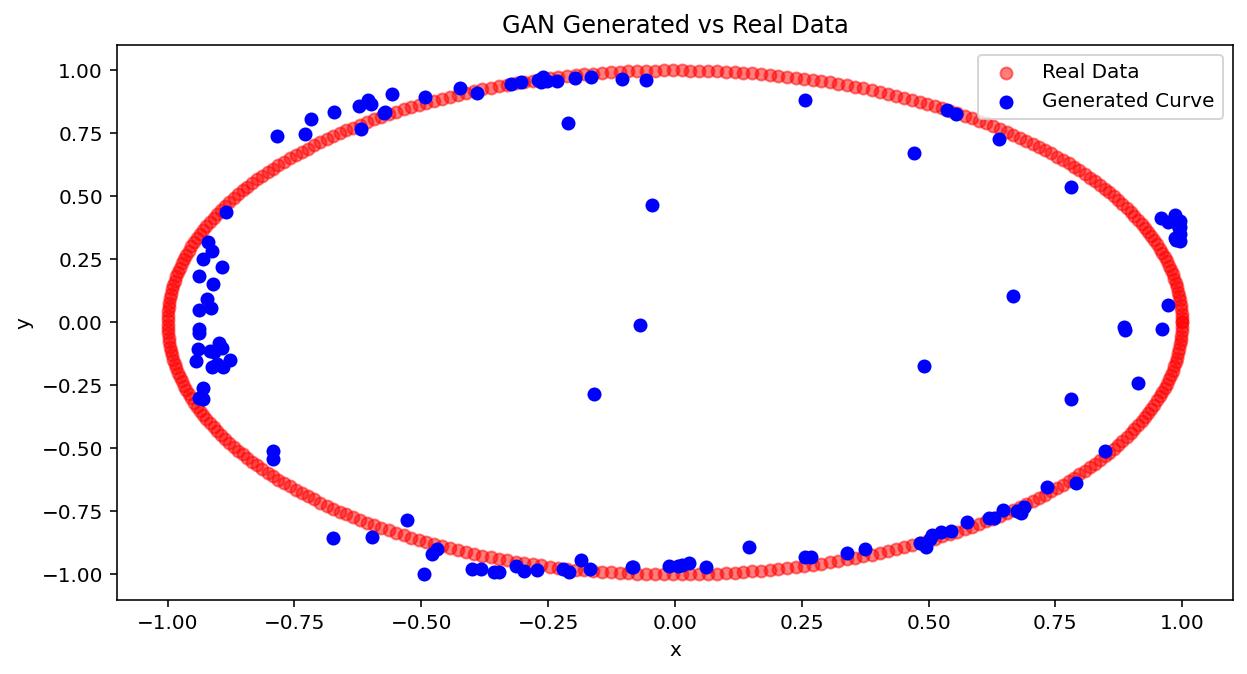 GAN Generated vs Real Data
Real Data
Generated Curve
1.00
0.75
0.50
0.25
0.00
−0.25
−0.50
−0.75
−1.00
y
−1.00 −0.75 −0.50 −0.25 0.00 0.25 0.50 0.75 1.00
x